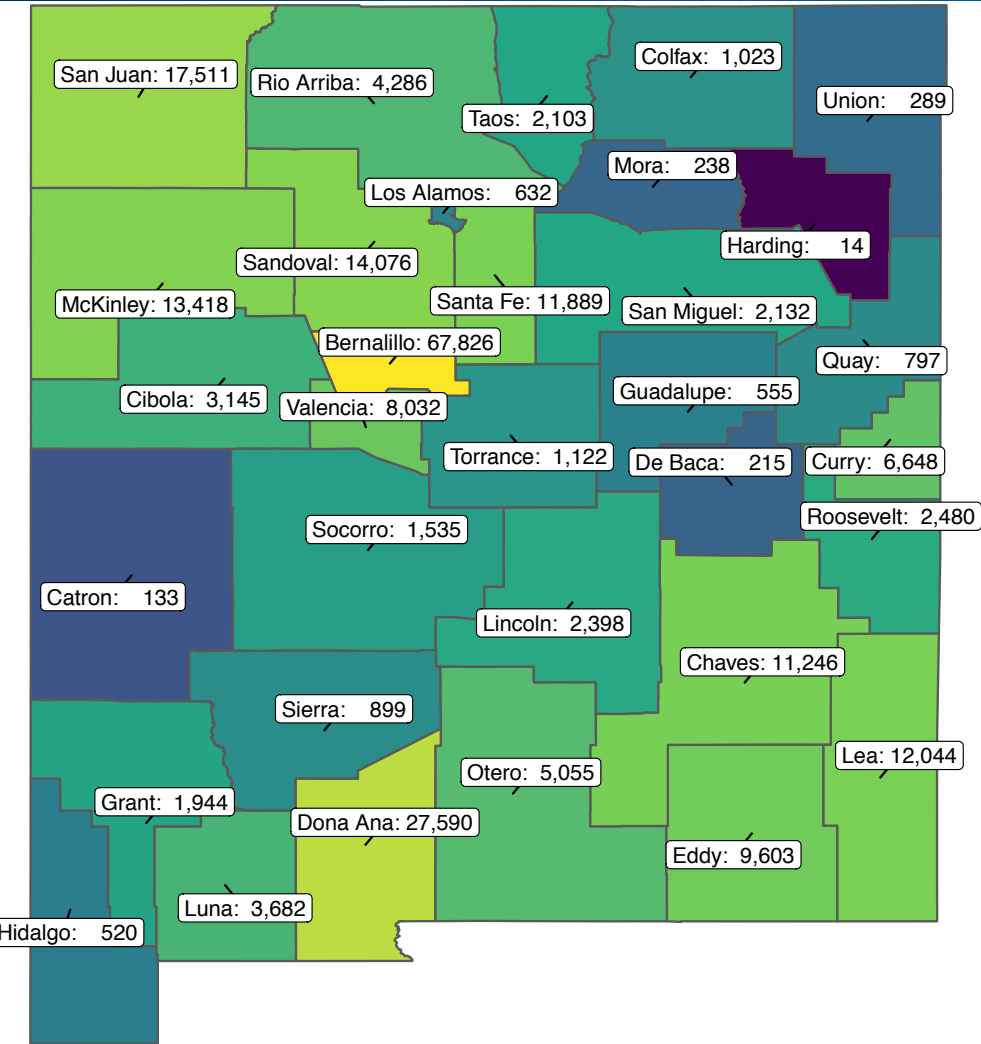 Colfax: 1,023
San Juan: 17,511
Rio Arriba: 4,286
Union: 289
Taos: 2,103
Mora: 238
Los Alamos: 632
Harding: 14
Sandoval: 14,076
Santa Fe: 11,889
McKinley: 13,418
San Miguel: 2,132
Bernalillo: 67,826
Quay: 797
Guadalupe: 555
Cibola: 3,145
Valencia: 8,032
Torrance: 1,122
De Baca: 215
Curry: 6,648
Roosevelt: 2,480
Socorro: 1,535
Catron: 133
Lincoln: 2,398
Chaves: 11,246
Sierra: 899
Lea: 12,044
Otero: 5,055
Grant: 1,944
Dona Ana: 27,590
Eddy: 9,603
Luna: 3,682
Hidalgo: 520